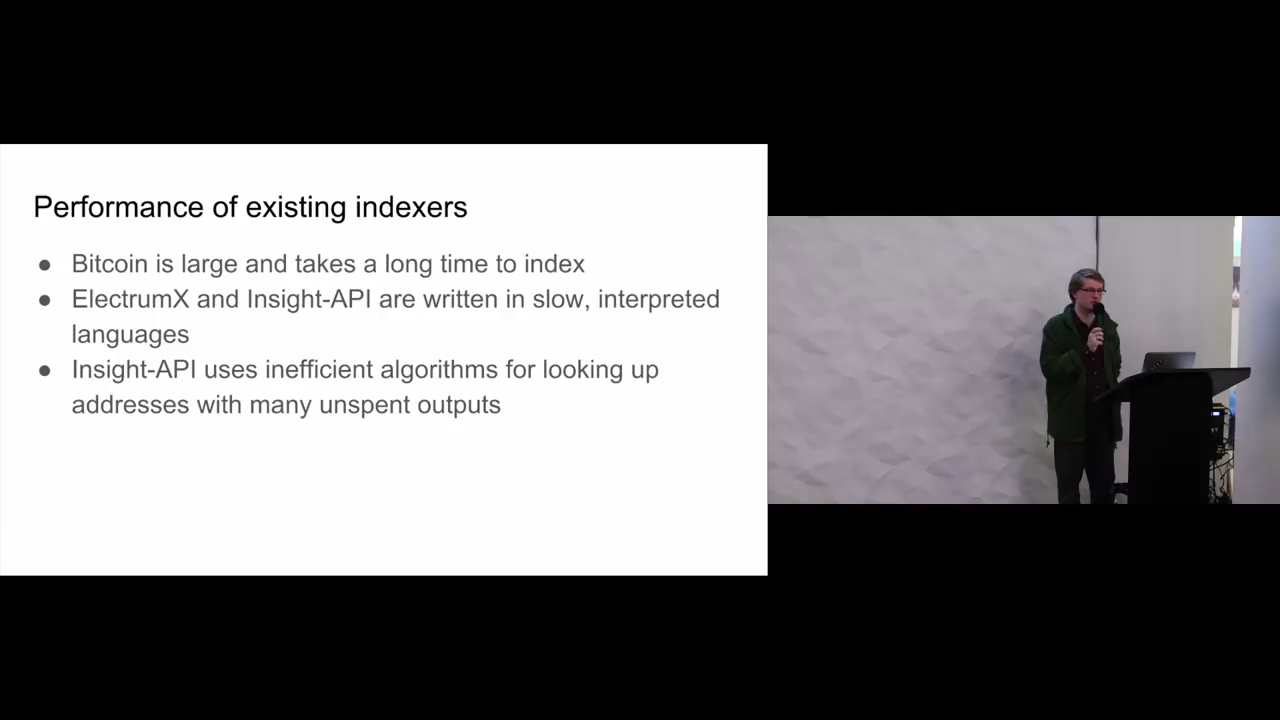 Performance of existing indexers
● Bitcoin is large and takes a long time to index
● ElectrumX and Insight-API are written in slow, interpreted
languages
● Insight-API uses inefficient algorithms for looking up
addresses with many unspent outputs